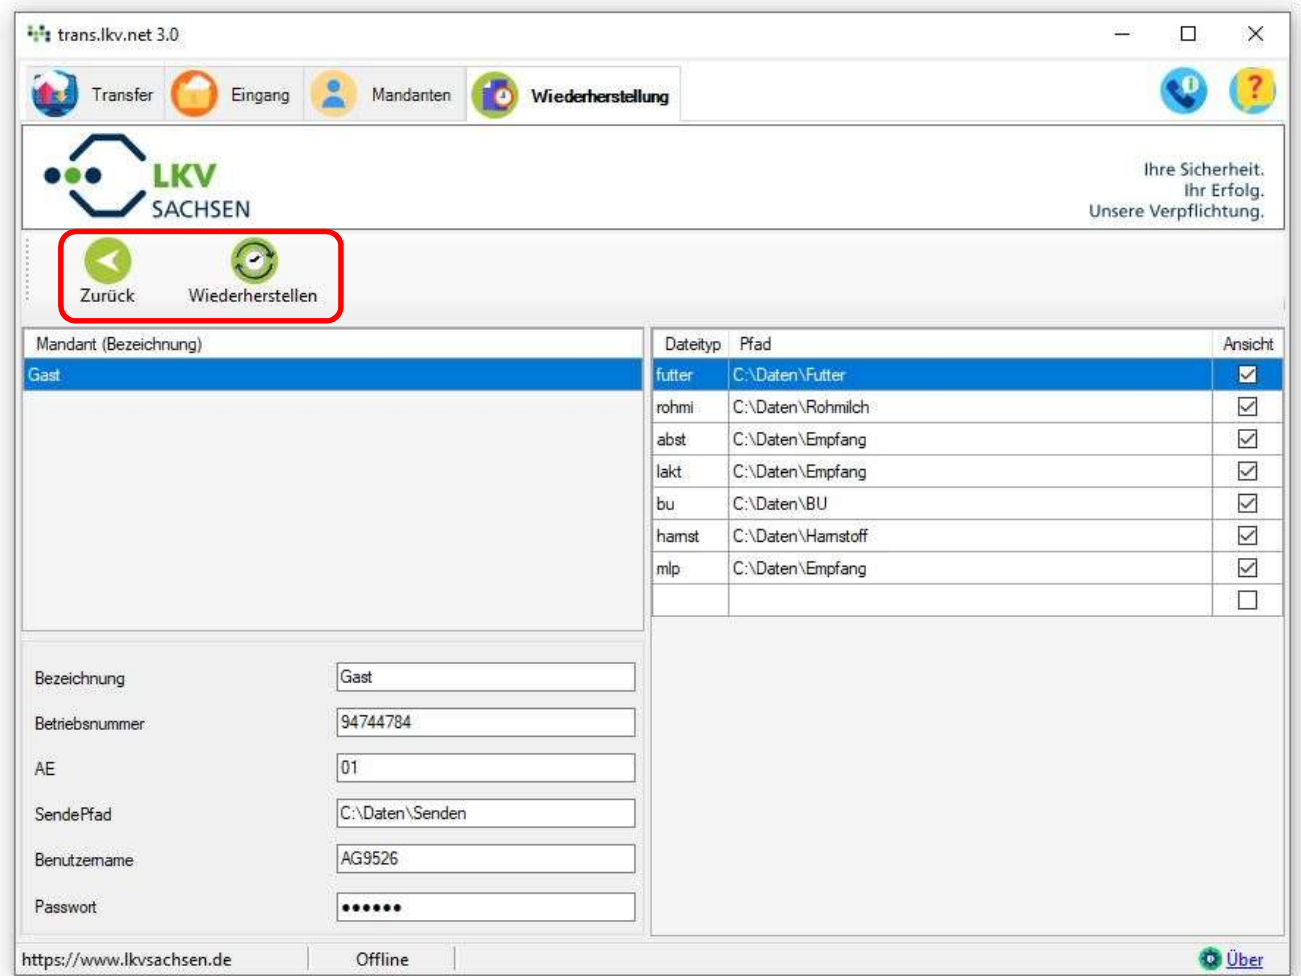 trans.lkv.net 3.0
Transfer Eingang Mandanten Wiederherstellung
LKV
SACHSEN
Ihre Sicherheit.
Ihr Erfolg.
Unsere Verpflichtung.
Zurück Wiederherstellen
Mandant (Bezeichnung)
Gast
Dateityp Pfad Ansicht
futter C:\Daten\Futter
rohmi C:\Daten\Rohmilch
abst C:\Daten\Empfang
lakt C:\Daten\Empfang
bu C:\Daten\BU
harnst C:\Daten\Harnstoff
mlp C:\Daten\Empfang
Bezeichnung Gast
Betriebsnummer 94744784
AE 01
SendePfad C:\Daten\Senden
Benutzername AG9526
Passwort ••••••
https://www.lkvsachsen.de Offline Über